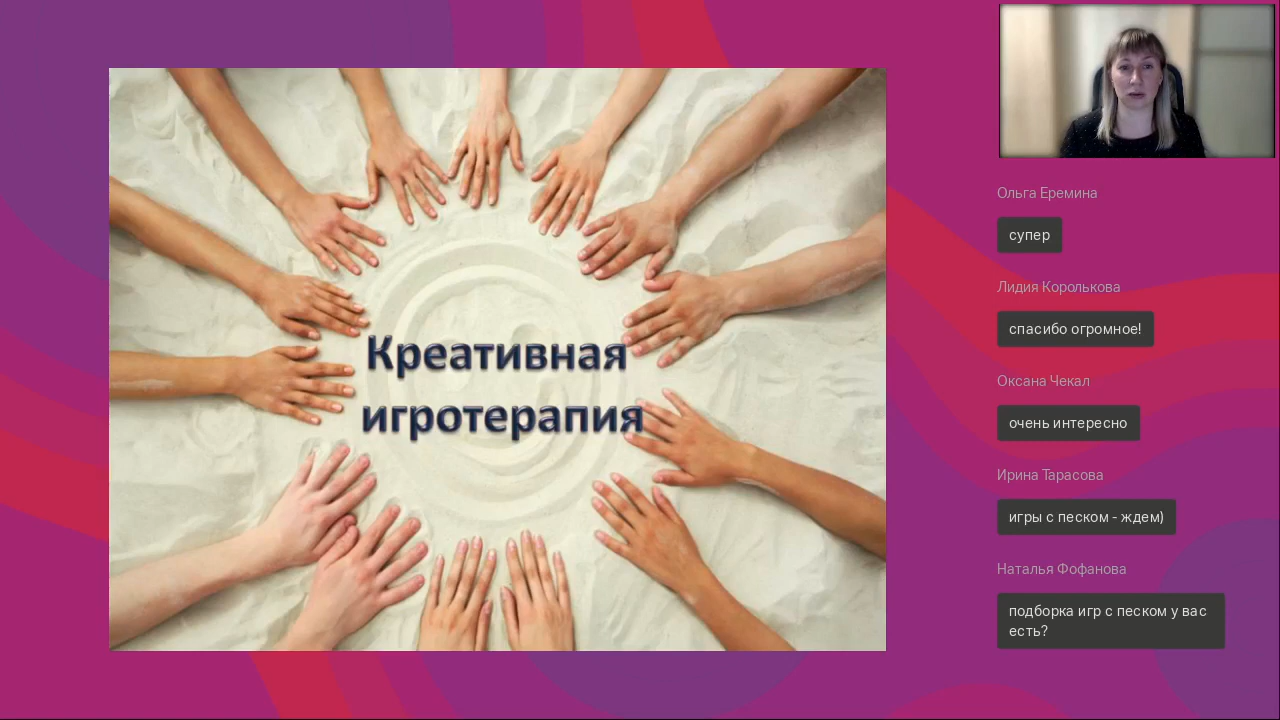 Креативная
игротерапия
Ольга Еремина
супер
Лидия Королькова
спасибо огромное!
Оксана Чекал
очень интересно
Ирина Тарасова
игры с песком - ждем)
Наталья Фофанова
подборка игр с песком у вас
есть?